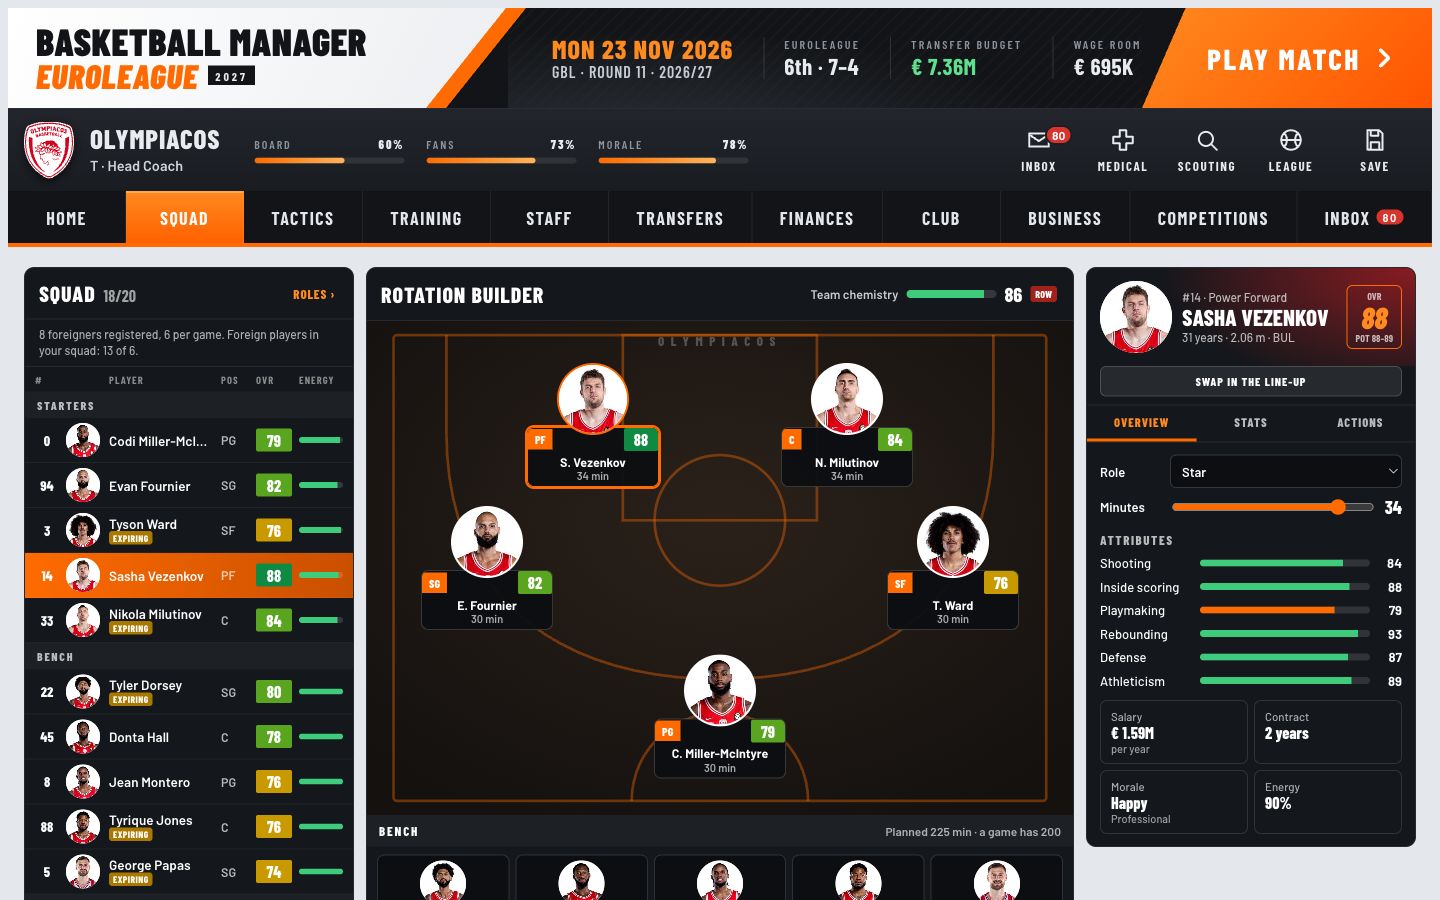 BASKETBALL MANAGER
EUROLEAGUE 2027
MON 23 NOV 2026
GBL · ROUND 11 · 2026/27
EUROLEAGUE
6th · 7–4
TRANSFER BUDGET
€ 7.36M
WAGE ROOM
€ 695K
PLAY MATCH
OLYMPIACOS
BASKETBALL
OLYMPIACOS
T · Head Coach
BOARD 60%
FANS 73%
MORALE 78%
80
INBOX
MEDICAL
SCOUTING
LEAGUE
SAVE
HOME
SQUAD
TACTICS
TRAINING
STAFF
TRANSFERS
FINANCES
CLUB
BUSINESS
COMPETITIONS
INBOX 80
SQUAD 18/20
ROLES ›
8 foreigners registered, 6 per game. Foreign players in
your squad: 13 of 6.
# PLAYER POS OVR ENERGY
STARTERS
0 Codi Miller-McI... PG 79
94 Evan Fournier SG 82
3 Tyson Ward SF 76
EXPIRING
14 Sasha Vezenkov PF 88
33 Nikola Milutinov C 84
EXPIRING
BENCH
22 Tyler Dorsey SG 80
EXPIRING
45 Donta Hall C 78
8 Jean Montero PG 76
88 Tyrique Jones C 76
EXPIRING
5 George Papas SG 74
EXPIRING
ROTATION BUILDER
Team chemistry 86 ROW
OLYMPIACOS
PF 88
S. Vezenkov
34 min
C 84
N. Milutinov
34 min
SG 82
E. Fournier
30 min
SF 76
T. Ward
30 min
PG 79
C. Miller-McIntyre
30 min
BENCH
Planned 225 min · a game has 200
#14 · Power Forward
SASHA VEZENKOV
31 years · 2.06 m · BUL
OVR
88
POT 88-89
SWAP IN THE LINE-UP
OVERVIEW
STATS
ACTIONS
Role Star
Minutes 34
ATTRIBUTES
Shooting 84
Inside scoring 88
Playmaking 79
Rebounding 93
Defense 87
Athleticism 89
Salary
€ 1.59M
per year
Contract
2 years
Morale
Happy
Professional
Energy
90%